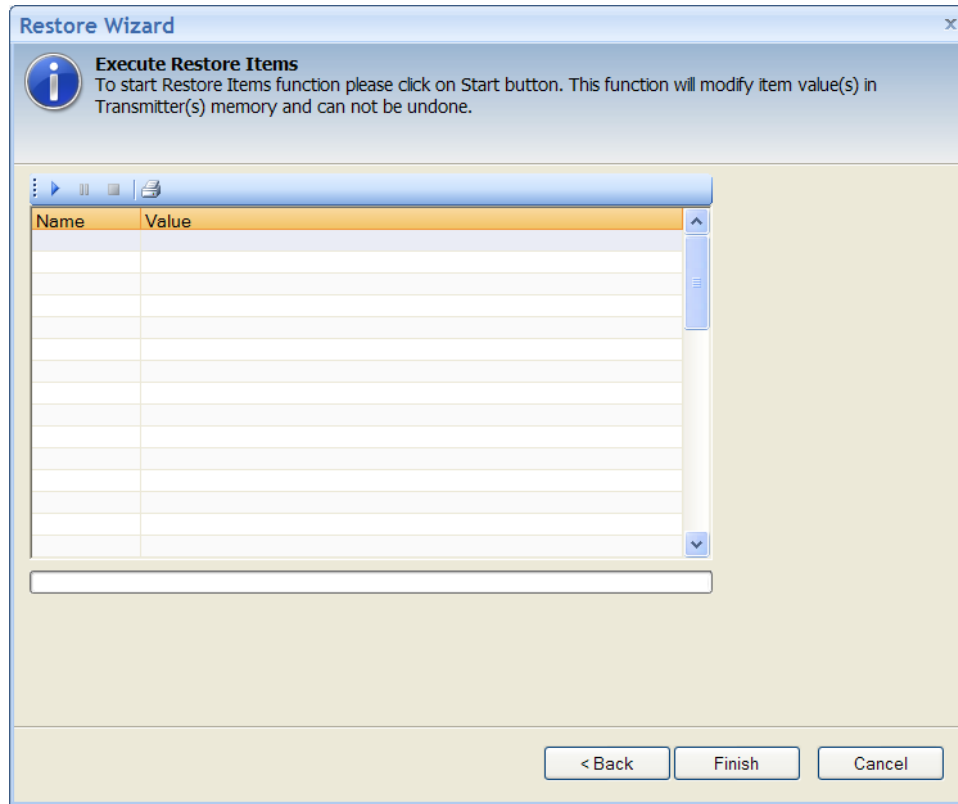 Restore Wizard
x
Execute Restore Items
To start Restore Items function please click on Start button. This function will modify item value(s) in
Transmitter(s) memory and can not be undone.
Name Value
< Back Finish Cancel